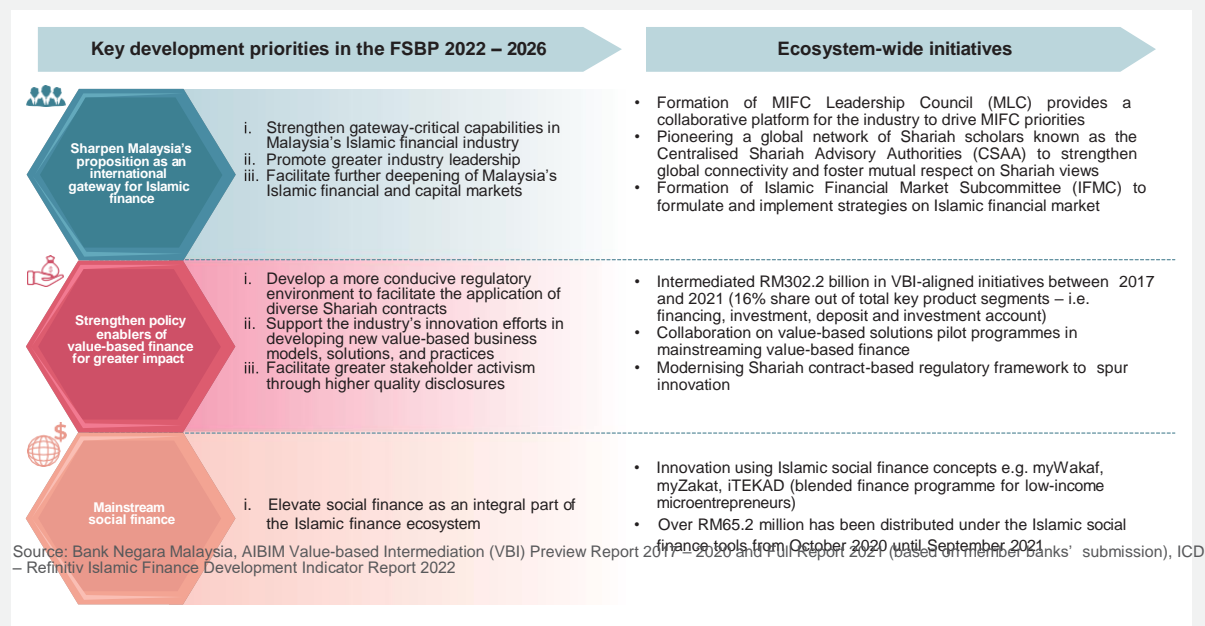 Key development priorities in the FSBP 2022 – 2026
Ecosystem-wide initiatives
Sharpen Malaysia's
proposition as an
international
gateway for Islamic
finance
i. Strengthen gateway-critical capabilities in
Malaysia's Islamic financial industry
ii. Promote greater industry leadership
iii. Facilitate further deepening of Malaysia's
Islamic financial and capital markets
• Formation of MIFC Leadership Council (MLC) provides a
collaborative platform for the industry to drive MIFC priorities
• Pioneering a global network of Shariah scholars known as the
Centralised Shariah Advisory Authorities (CSAA) to strengthen
global connectivity and foster mutual respect on Shariah views
• Formation of Islamic Financial Market Subcommittee (IFMC) to
formulate and implement strategies on Islamic financial market
Strengthen policy
enablers of
value-based finance
for greater impact
i. Develop a more conducive regulatory
environment to facilitate the application of
diverse Shariah contracts
ii. Support the industry's innovation efforts in
developing new value-based business
models, solutions, and practices
iii. Facilitate greater stakeholder activism
through higher quality disclosures
• Intermediated RM302.2 billion in VBI-aligned initiatives between 2017
and 2021 (16% share out of total key product segments – i.e.
financing, investment, deposit and investment account)
• Collaboration on value-based solutions pilot programmes in
mainstreaming value-based finance
• Modernising Shariah contract-based regulatory framework to spur
innovation
$
Mainstream
social finance
i. Elevate social finance as an integral part of
the Islamic finance ecosystem
• Innovation using Islamic social finance concepts e.g. myWakaf,
myZakat, iTEKAD (blended finance programme for low-income
microentrepreneurs)
• Over RM65.2 million has been distributed under the Islamic social
finance tools from October 2020 until September 2021
Source: Bank Negara Malaysia, AIBIM Value-based Intermediation (VBI) Preview Report 2017 – 2020 and Full Report 2021 (based on member banks' submission), ICD
– Refinitiv Islamic Finance Development Indicator Report 2022